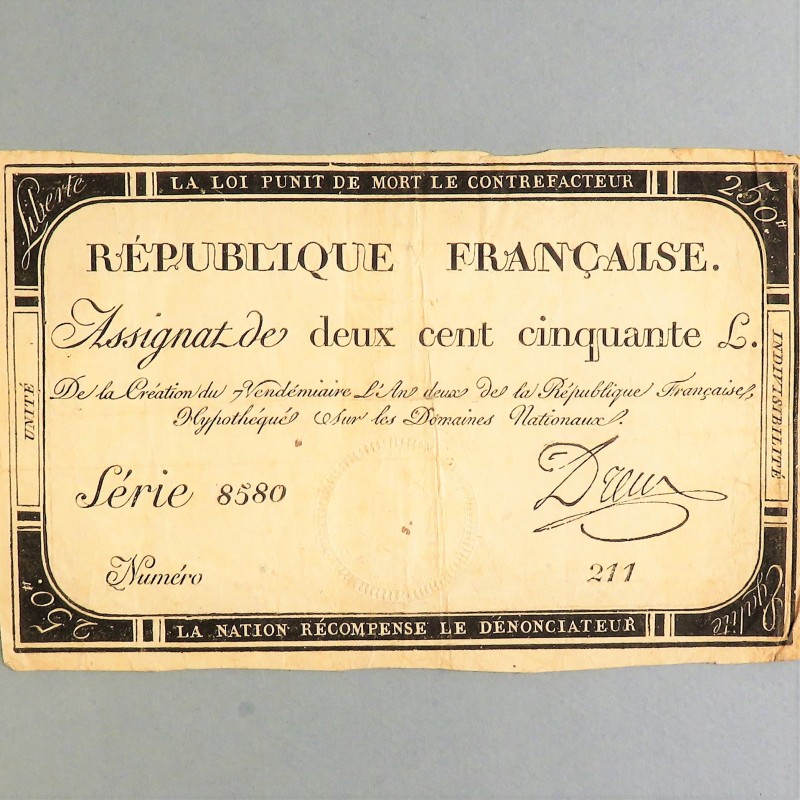 Liberté
LA LOI PUNIT DE MORT LE CONTREFACTEUR
250.#
RÉPUBLIQUE FRANÇAISE.
Assignat de deux cent cinquante L.
De la Création du 7 Vendémiaire L'An deux de la République Française,
Hypothéqué sur les Domaines Nationaux.
UNITÉ
INDIVISIBILITÉ
Série 8580
Dreux
Numéro
211
250.#
LA NATION RÉCOMPENSE LE DÉNONCIATEUR
Egalité